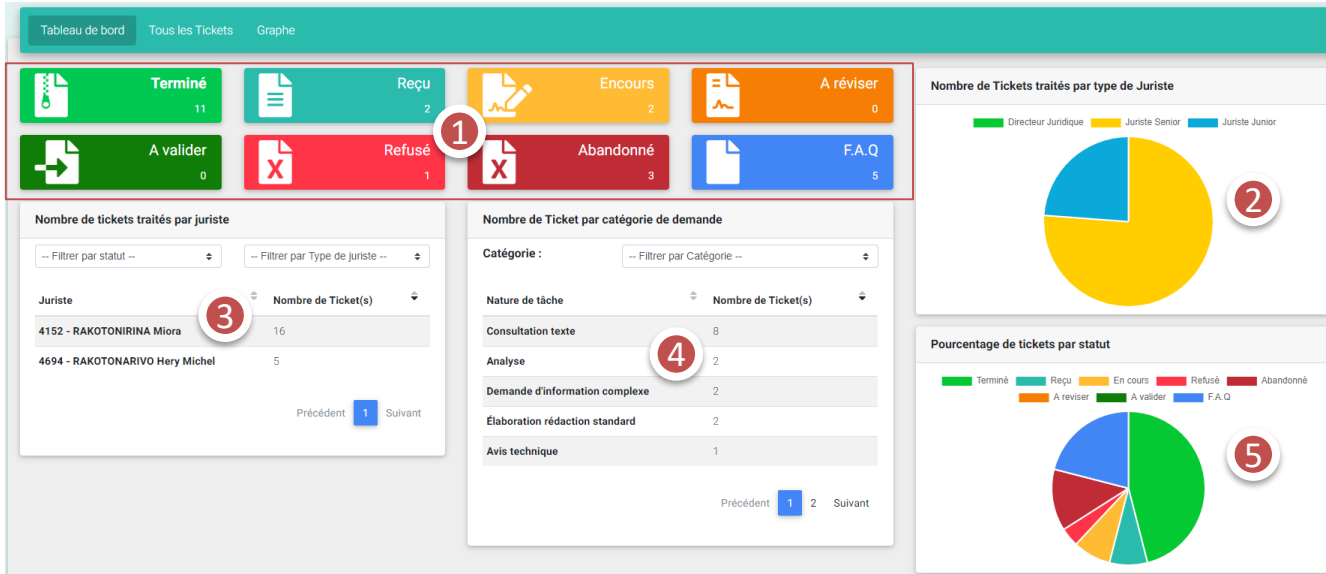 Tableau de bord Tous les Tickets Graphe
Terminé
11
Reçu
2
Encours
2
A réviser
0
A valider
0
Refusé
1
X
Abandonné
3
X
F.A.Q
5
1
Nombre de tickets traités par juriste
-- Filtrer par statut -- -- Filtrer par Type de juriste --
Juriste Nombre de Ticket(s)
4152 - RAKOTONIRINA Miora 16
4694 - RAKOTONARIVO Hery Michel 5
Précédent 1 Suivant
3
Nombre de Ticket par catégorie de demande
Catégorie : -- Filtrer par Catégorie --
Nature de tâche Nombre de Ticket(s)
Consultation texte 8
Analyse 2
Demande d'information complexe 2
Élaboration rédaction standard 2
Avis technique 1
Précédent 1 2 Suivant
4
Nombre de Tickets traités par type de Juriste
Directeur Juridique Juriste Senior Juriste Junior
2
Pourcentage de tickets par statut
Terminé Reçu En cours Refusé Abandonné
A reviser A valider F.A.Q
5